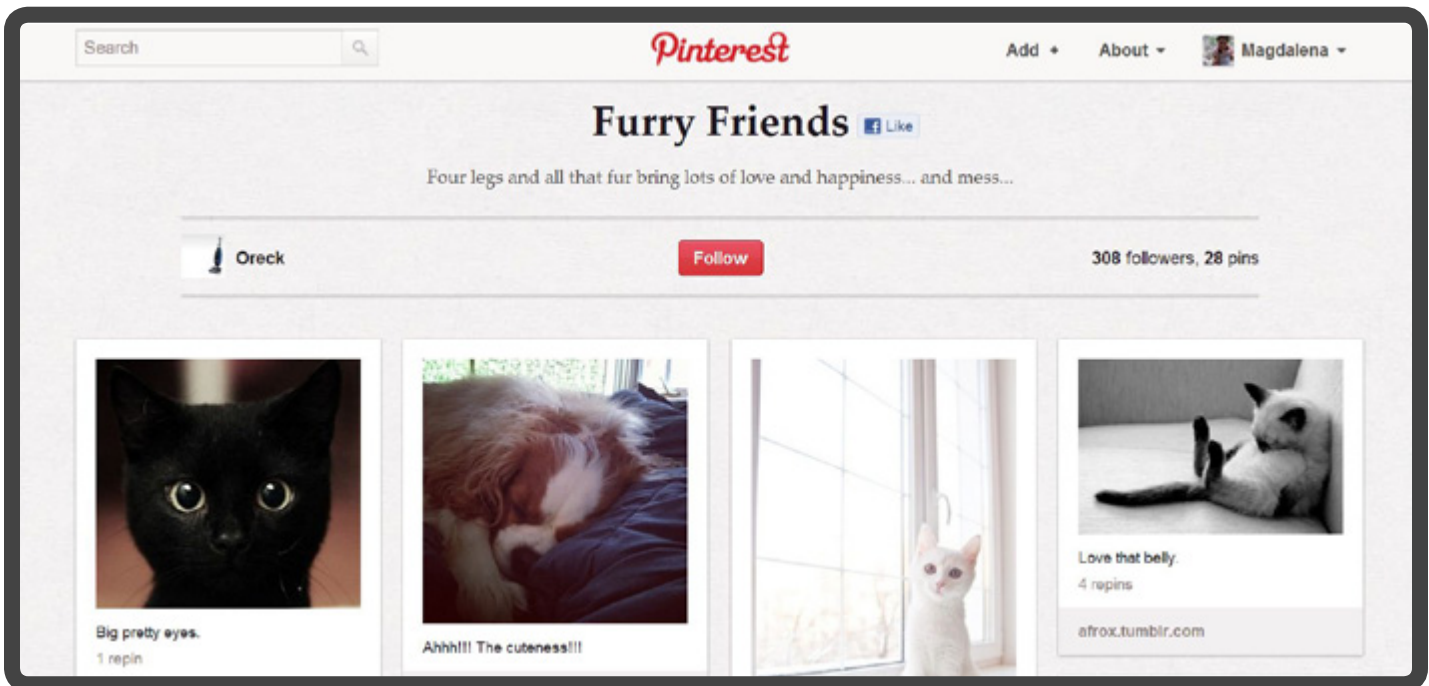 Search
Pinterest
Add +
About
Magdalena
Furry Friends
Like
Four legs and all that fur bring lots of love and happiness... and mess...
Oreck
Follow
308 followers, 28 pins
Big pretty eyes.
1 repin
Ahhh!!! The cuteness!!!
Love that belly.
4 repins
afrox.tumblr.com